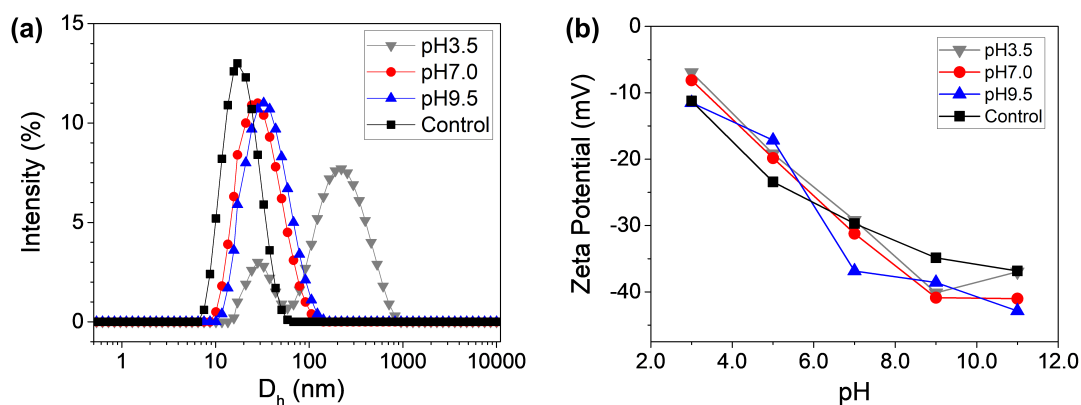 (a)
Intensity (%)
15
10
5
0
pH3.5
pH7.0
pH9.5
Control
1
10
100
1000
10000
Dₕ (nm)
(b)
Zeta Potential (mV)
0
-10
-20
-30
-40
pH3.5
pH7.0
pH9.5
Control
2.0
4.0
6.0
8.0
10.0
12.0
pH